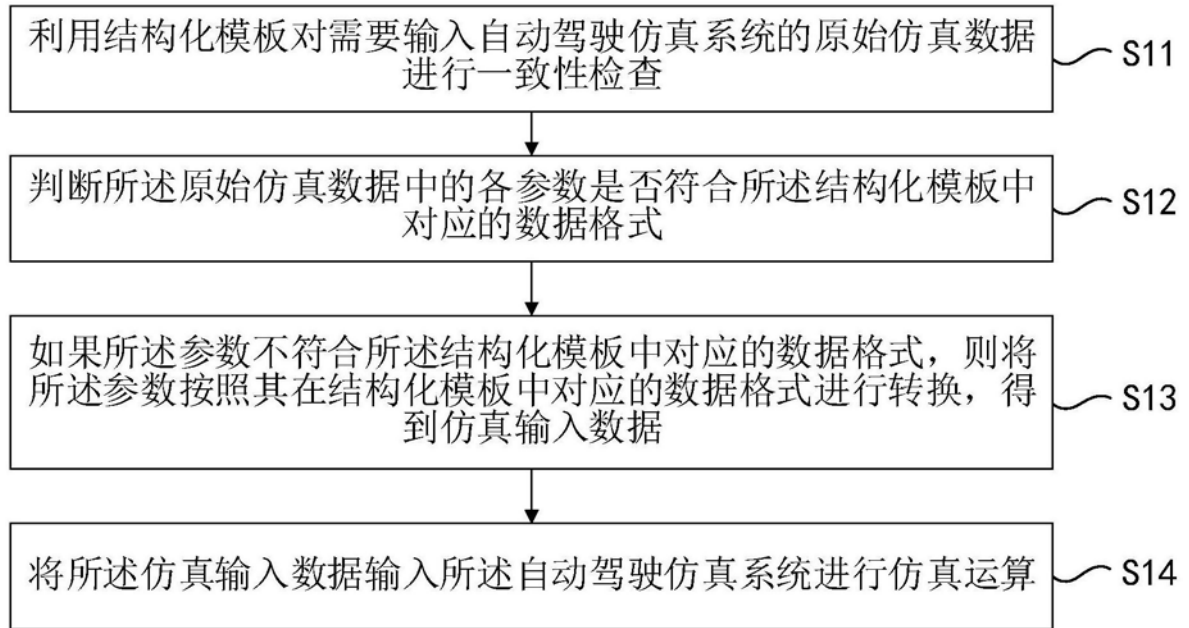 利用结构化模板对需要输入自动驾驶仿真系统的原始仿真数据
进行一致性检查
S11
判断所述原始仿真数据中的各参数是否符合所述结构化模板中
对应的数据格式
S12
如果所述参数不符合所述结构化模板中对应的数据格式，则将
所述参数按照其在结构化模板中对应的数据格式进行转换，得
到仿真输入数据
S13
将所述仿真输入数据输入所述自动驾驶仿真系统进行仿真运算
S14